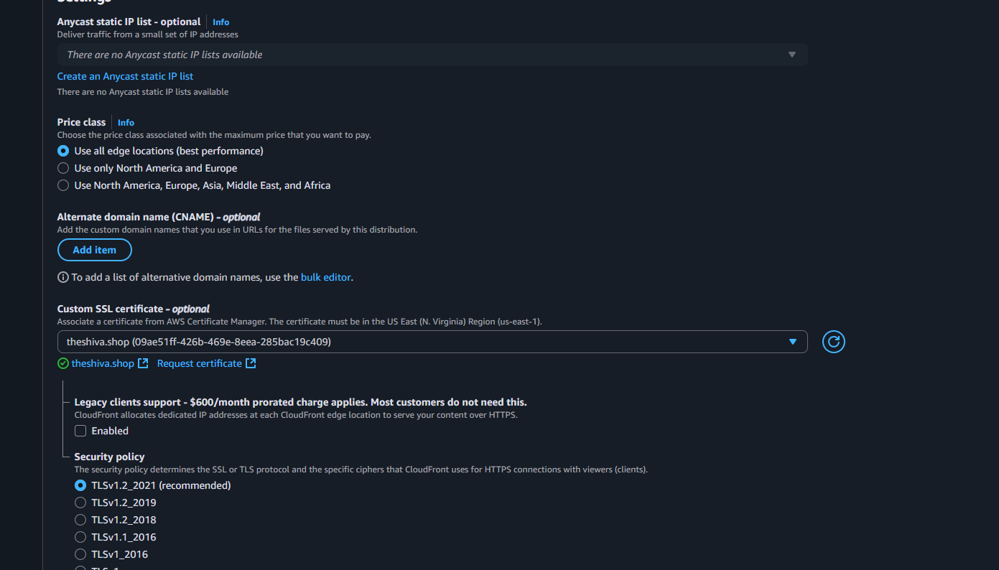 Settings
Anycast static IP list - optional Info
Deliver traffic from a small set of IP addresses
There are no Anycast static IP lists available
Create an Anycast static IP list
There are no Anycast static IP lists available
Price class Info
Choose the price class associated with the maximum price that you want to pay.
Use all edge locations (best performance)
Use only North America and Europe
Use North America, Europe, Asia, Middle East, and Africa
Alternate domain name (CNAME) - optional
Add the custom domain names that you use in URLs for the files served by this distribution.
Add item
To add a list of alternative domain names, use the bulk editor.
Custom SSL certificate - optional
Associate a certificate from AWS Certificate Manager. The certificate must be in the US East (N. Virginia) Region (us-east-1).
theshiva.shop (09ae51ff-426b-469e-8eea-285bac19c409)
theshiva.shop Request certificate
Legacy clients support - $600/month prorated charge applies. Most customers do not need this.
CloudFront allocates dedicated IP addresses at each CloudFront edge location to serve your content over HTTPS.
Enabled
Security policy
The security policy determines the SSL or TLS protocol and the specific ciphers that CloudFront uses for HTTPS connections with viewers (clients).
TLSv1.2_2021 (recommended)
TLSv1.2_2019
TLSv1.2_2018
TLSv1.1_2016
TLSv1_2016